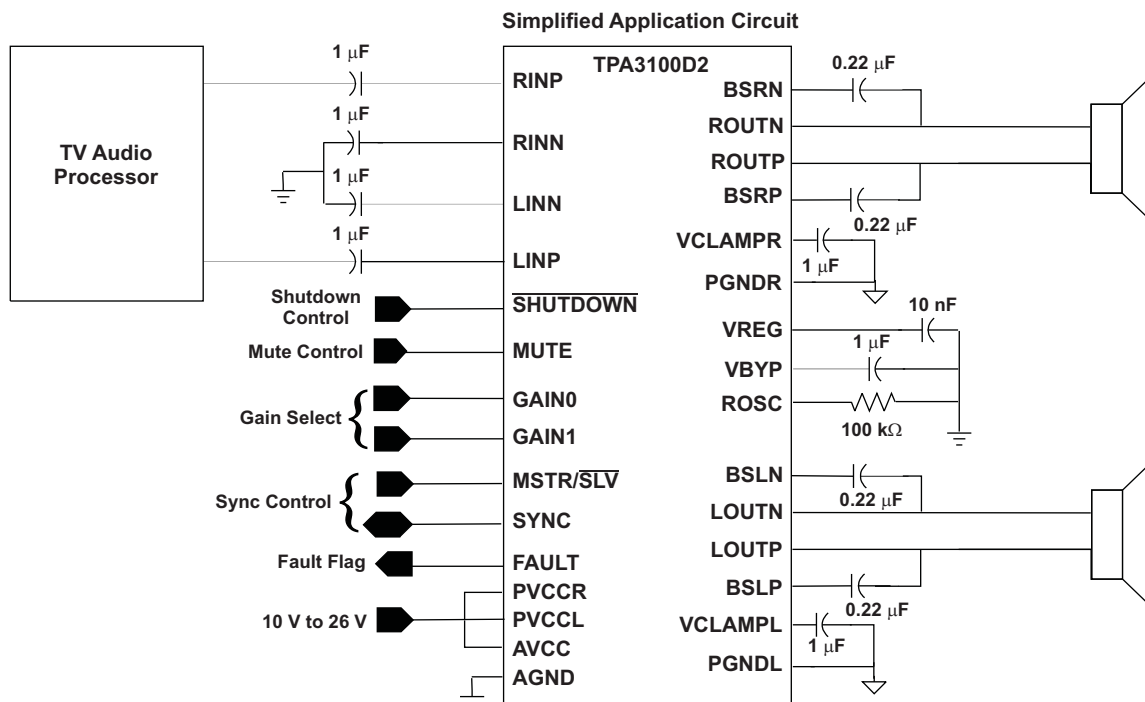 Simplified Application Circuit
TV Audio
Processor
1 μF
1 μF
1 μF
1 μF
Shutdown
Control
Mute Control
Gain Select
Sync Control
Fault Flag
10 V to 26 V
TPA3100D2
RINP
RINN
LINN
LINP
SHUTDOWN
MUTE
GAIN0
GAIN1
MSTR/SLV
SYNC
FAULT
PVCCR
PVCCL
AVCC
AGND
BSRN
ROUTN
ROUTP
BSRP
VCLAMPR
PGNDR
VREG
VBYP
ROSC
BSLN
LOUTN
LOUTP
BSLP
VCLAMPL
PGNDL
0.22 μF
0.22 μF
1 μF
10 nF
1 μF
100 kΩ
0.22 μF
0.22 μF
1 μF